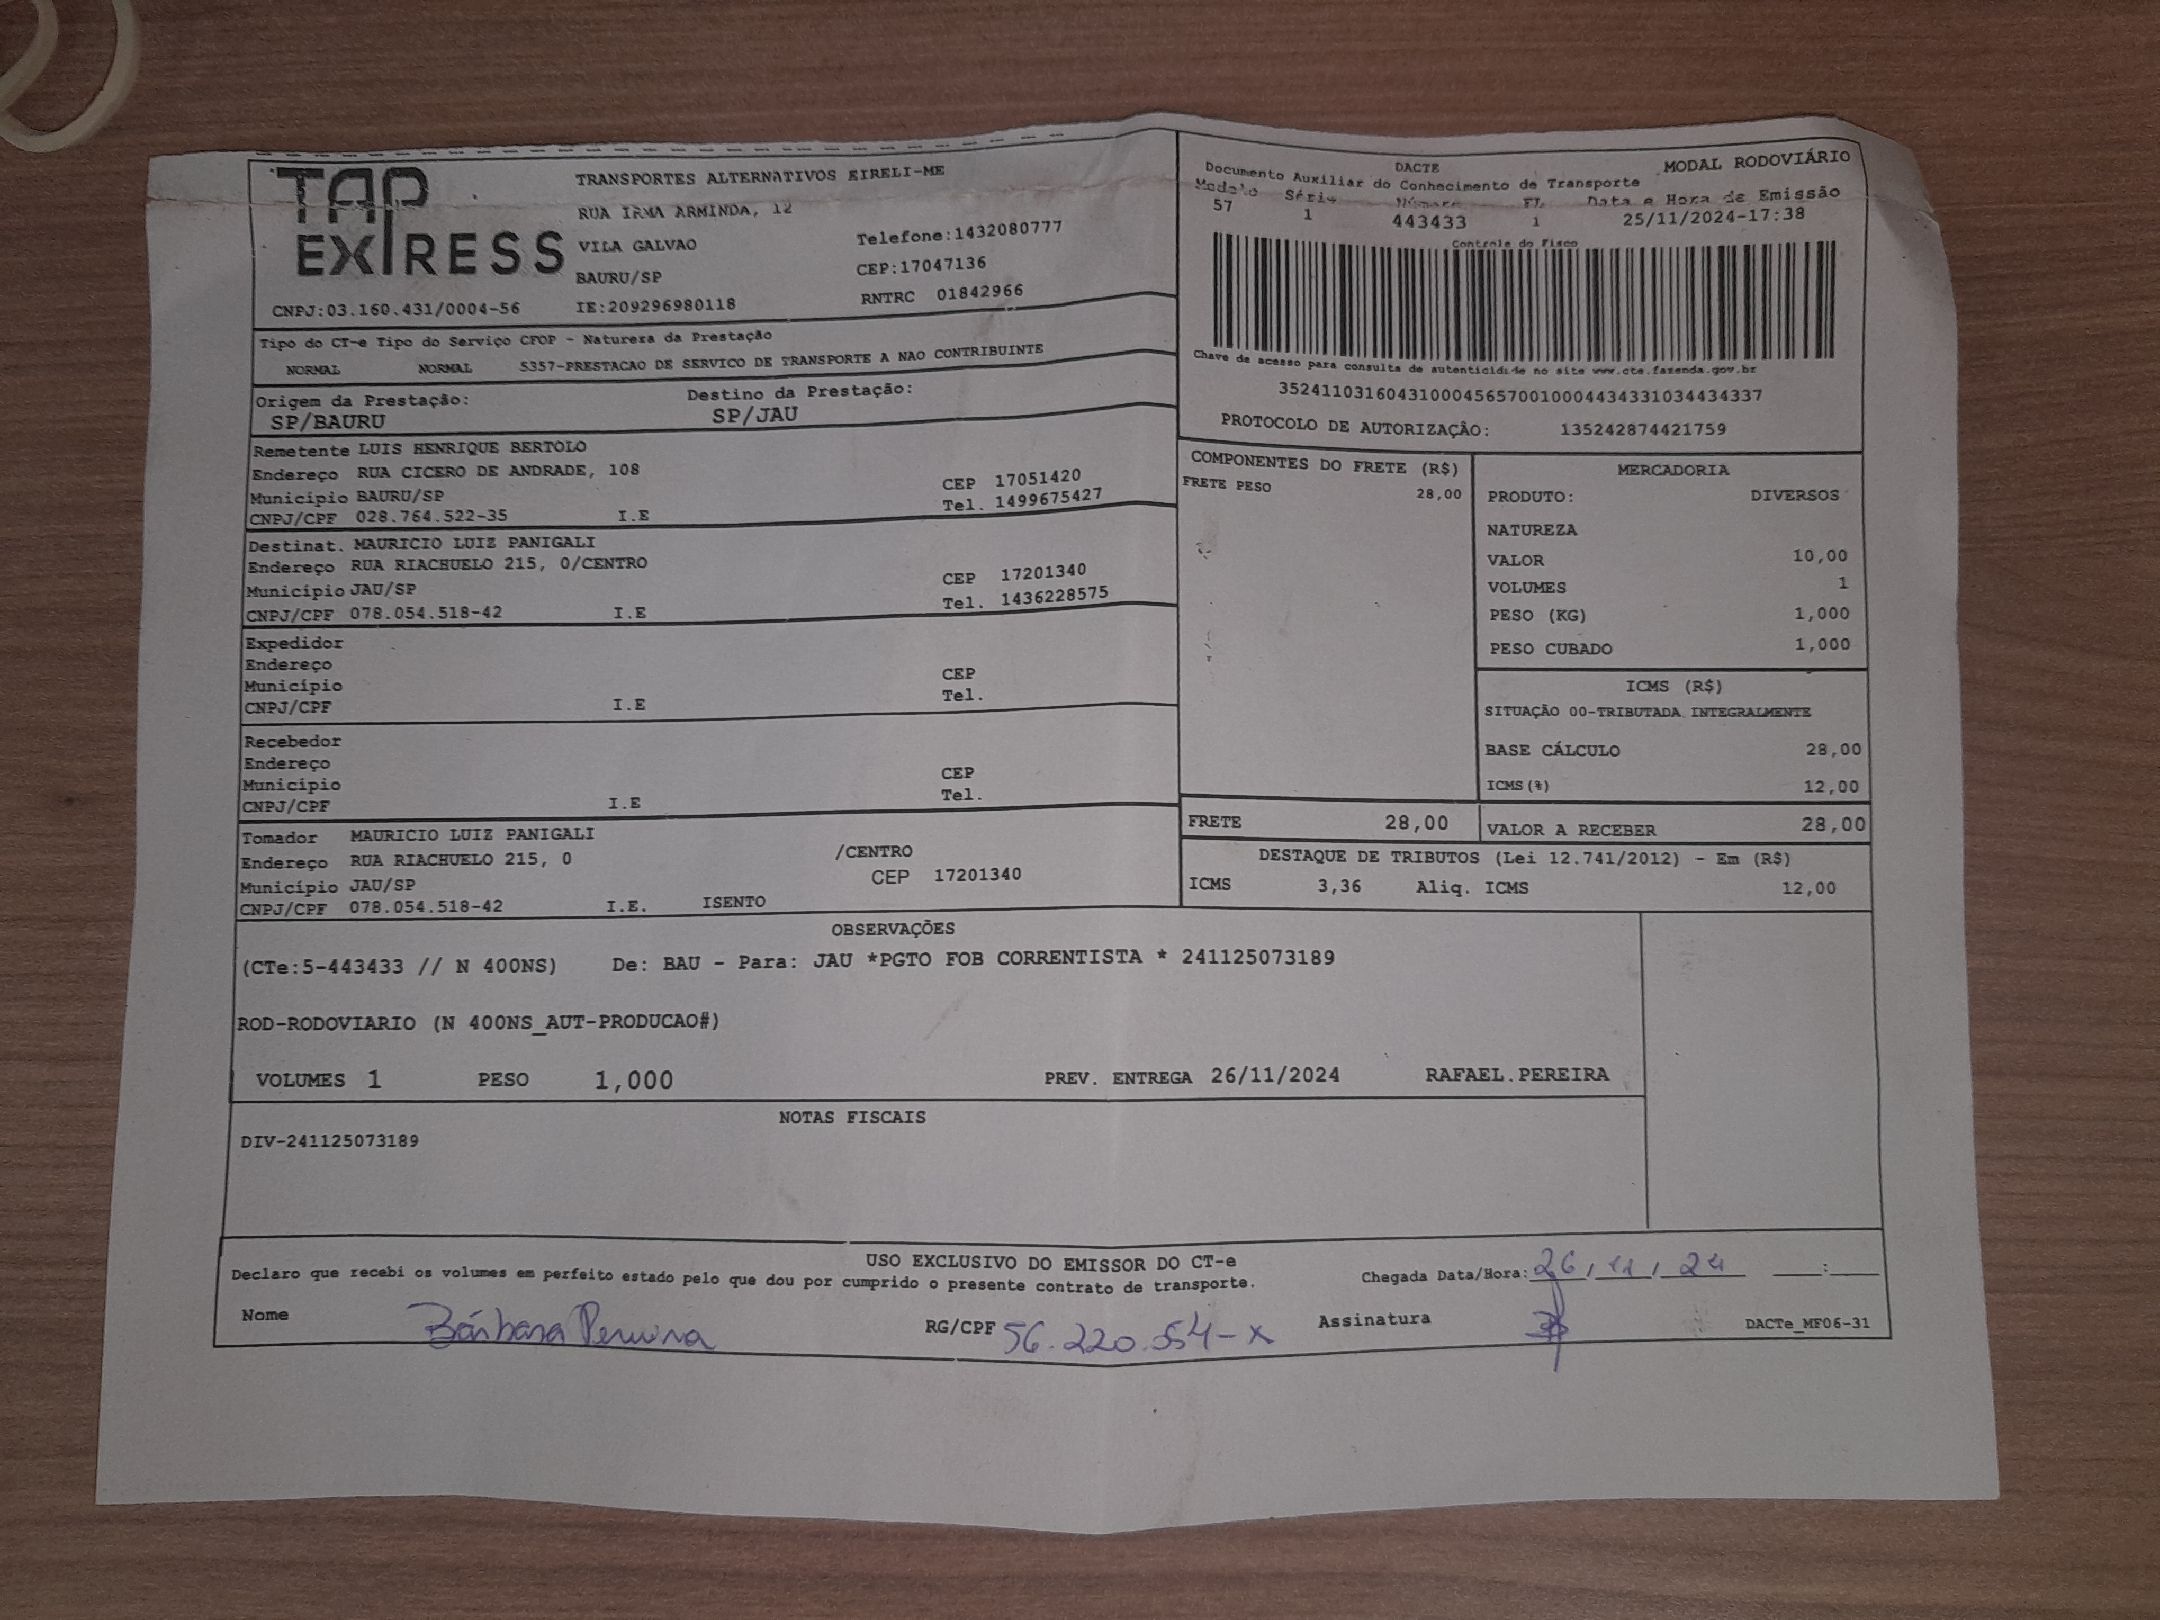 TAP
EXPRESS
TRANSPORTES ALTERNATIVOS EIRELI-ME
RUA IRMA ARMINDA, 12
VILA GALVAO Telefone:1432080777
BAURU/SP CEP:17047136
CNPJ:03.160.431/0004-56 IE:209296980118 RNTRC 01842966
DACTE MODAL RODOVIÁRIO
Documento Auxiliar do Conhecimento de Transporte
Modelo Série Número FL Data e Hora de Emissão
57 1 443433 1 25/11/2024-17:38
Controle do Fisco
Chave de acesso para consulta de autenticidade no site www.cte.fazenda.gov.br
35241103160431000456570010004434331034434337
PROTOCOLO DE AUTORIZAÇÃO: 135242874421759
Tipo do CT-e Tipo do Serviço CFOP - Natureza da Prestação
NORMAL NORMAL 5357-PRESTACAO DE SERVICO DE TRANSPORTE A NAO CONTRIBUINTE
Origem da Prestação: Destino da Prestação:
SP/BAURU SP/JAU
Remetente LUIS HENRIQUE BERTOLO
Endereço RUA CICERO DE ANDRADE, 108 CEP 17051420
Município BAURU/SP Tel. 1499675427
CNPJ/CPF 028.764.522-35 I.E
Destinat. MAURICIO LUIZ PANIGALI
Endereço RUA RIACHUELO 215, 0/CENTRO CEP 17201340
Município JAU/SP Tel. 1436228575
CNPJ/CPF 078.054.518-42 I.E
Expedidor
Endereço CEP
Município Tel.
CNPJ/CPF I.E
Recebedor
Endereço CEP
Município Tel.
CNPJ/CPF I.E
Tomador MAURICIO LUIZ PANIGALI
Endereço RUA RIACHUELO 215, 0 /CENTRO
Município JAU/SP CEP 17201340
CNPJ/CPF 078.054.518-42 I.E. ISENTO
COMPONENTES DO FRETE (R$)
FRETE PESO 28,00
MERCADORIA
PRODUTO: DIVERSOS
NATUREZA
VALOR 10,00
VOLUMES 1
PESO (KG) 1,000
PESO CUBADO 1,000
ICMS (R$)
SITUAÇÃO 00-TRIBUTADA INTEGRALMENTE
BASE CÁLCULO 28,00
ICMS(%) 12,00
FRETE 28,00 VALOR A RECEBER 28,00
DESTAQUE DE TRIBUTOS (Lei 12.741/2012) - Em (R$)
ICMS 3,36 Aliq. ICMS 12,00
OBSERVAÇÕES
(CTe:5-443433 // N 400NS) De: BAU - Para: JAU *PGTO FOB CORRENTISTA * 241125073189
ROD-RODOVIARIO (N 400NS_AUT-PRODUCAO#)
VOLUMES 1 PESO 1,000 PREV. ENTREGA 26/11/2024 RAFAEL.PEREIRA
NOTAS FISCAIS
DIV-241125073189
USO EXCLUSIVO DO EMISSOR DO CT-e
Declaro que recebi os volumes em perfeito estado pelo que dou por cumprido o presente contrato de transporte. Chegada Data/Hora: 26/11/24 __:__
Nome Bárbara Pereira RG/CPF 56.220.554-X Assinatura DACTe_MF06-31